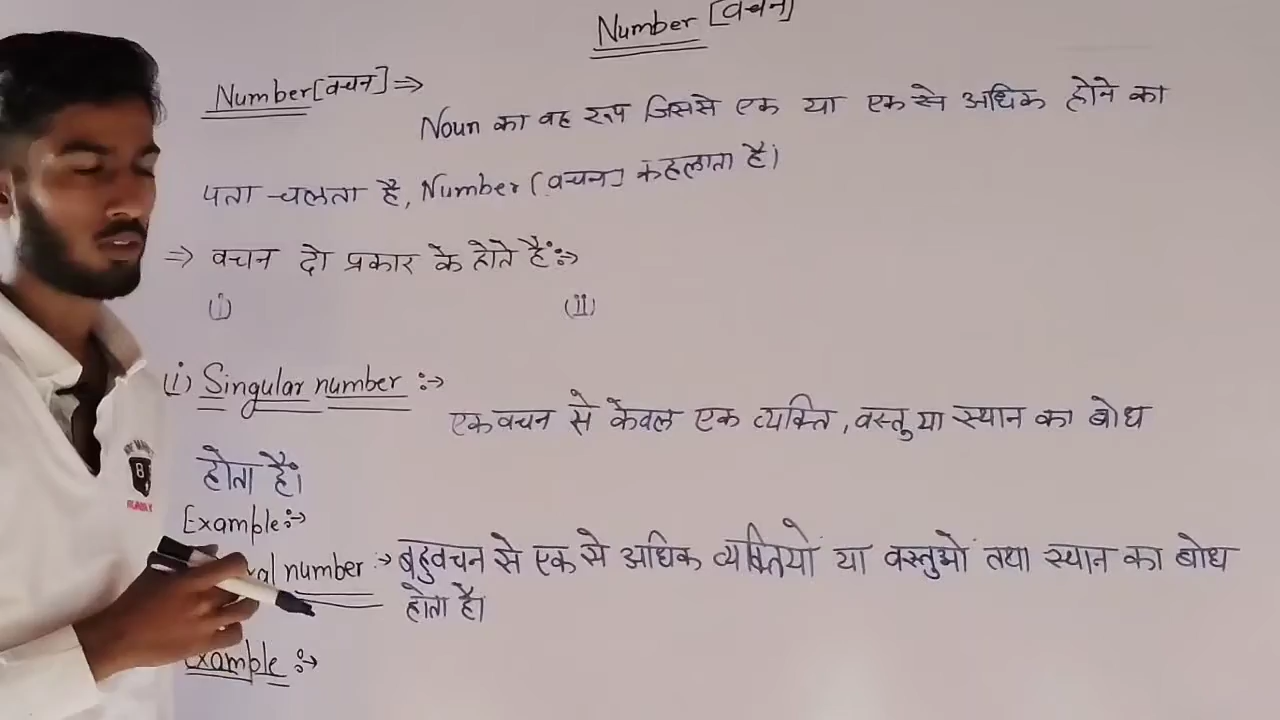 Number [वचन]
Number [वचन] ⇒
Noun का वह रूप जिससे एक या एक से अधिक होने का
पता चलता है, Number [वचन] कहलाता है।
⇒ वचन दो प्रकार के होते हैं :->
(i) (ii)
(i) Singular number :->
एकवचन से केवल एक व्यक्ति, वस्तु या स्थान का बोध
होता हैं।
Example :->
number :-> बहुवचन से एक से अधिक व्यक्तियों या वस्तुओं तथा स्थान का बोध
होता है।
Example :->